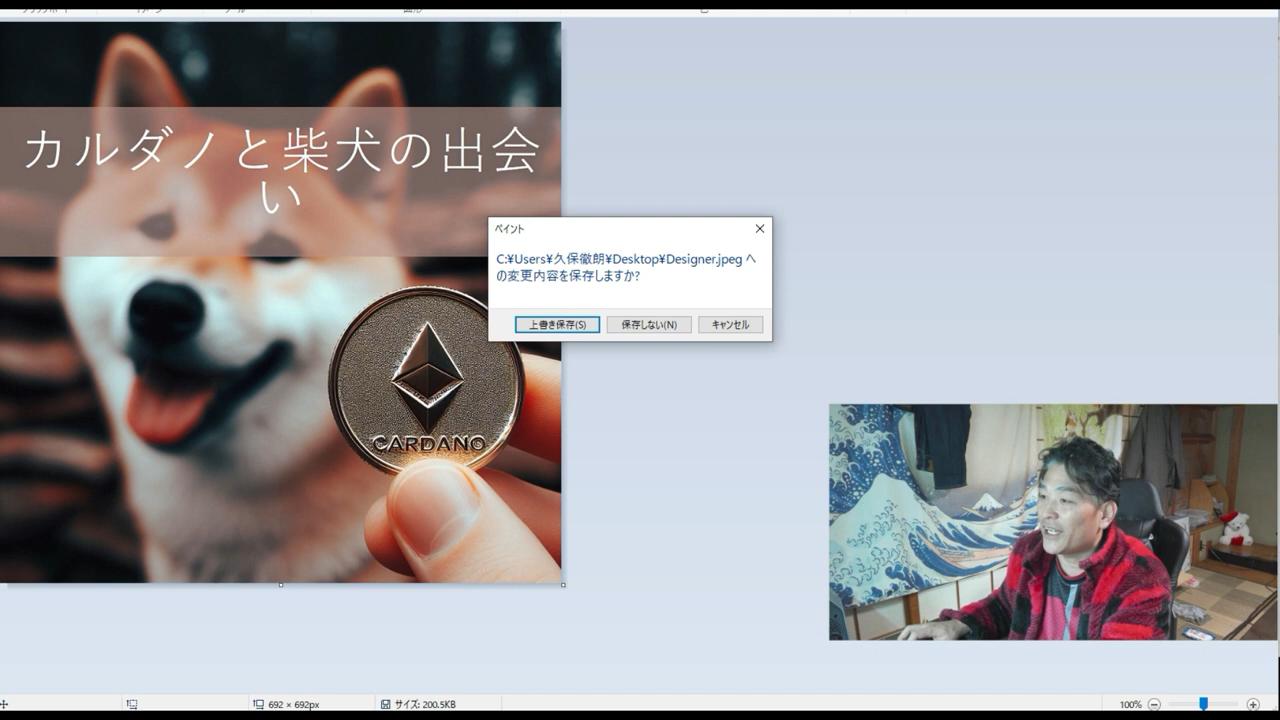 カルダノと柴犬の出会
い
CARDANO
ペイント
C:¥Users¥久保徹朗¥Desktop¥Designer.jpeg へ
の変更内容を保存しますか?
上書き保存(S) 保存しない(N) キャンセル
692 × 692px サイズ: 200.5KB 100%